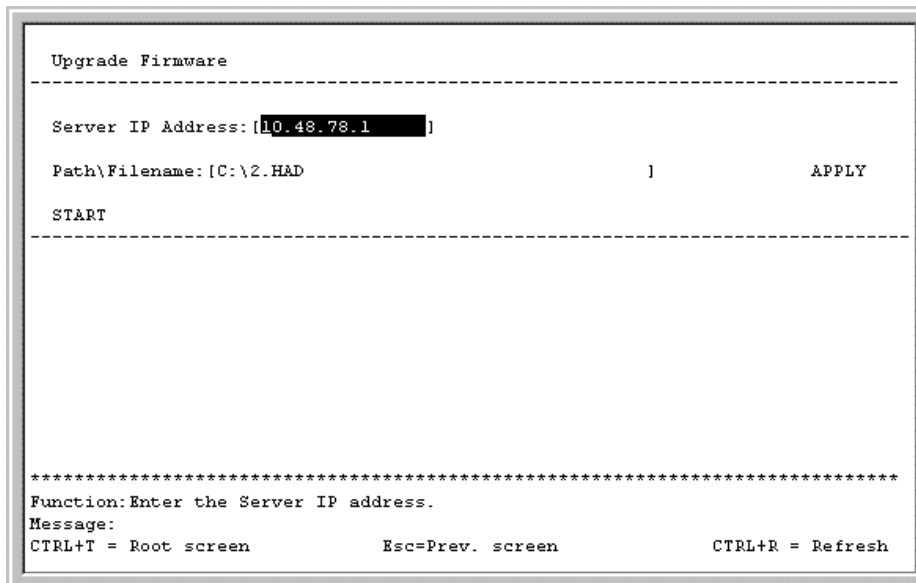 Upgrade Firmware
Server IP Address:[10.48.78.1 ]
Path\Filename:[C:\2.HAD ] APPLY
START
Function:Enter the Server IP address.
Message:
CTRL+T = Root screen Esc=Prev. screen CTRL+R = Refresh